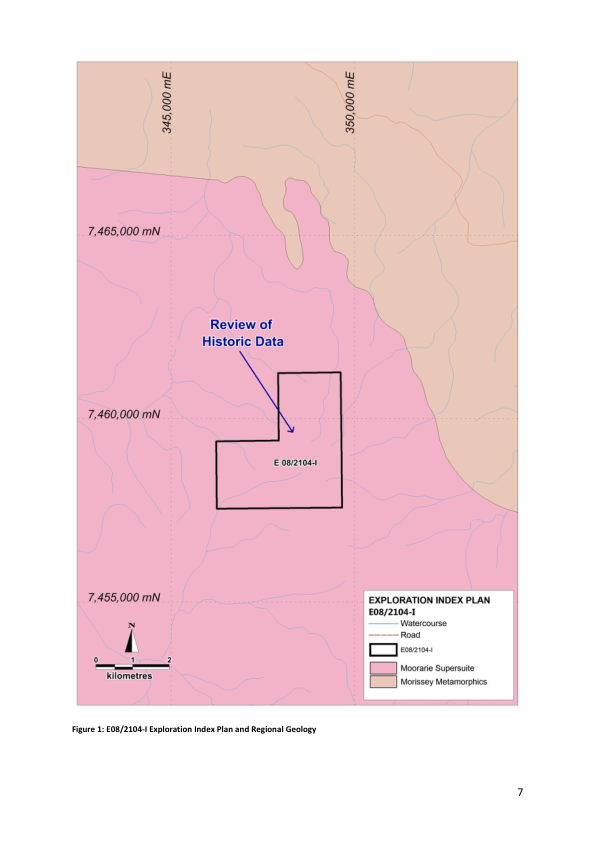 345,000 mE
350,000 mE
7,465,000 mN
Review of
Historic Data
7,460,000 mN
E 08/2104-I
7,455,000 mN
N
0 1 2
kilometres
EXPLORATION INDEX PLAN
E08/2104-I
Watercourse
Road
E08/2104-I
Moorarie Supersuite
Morissey Metamorphics
Figure 1: E08/2104-I Exploration Index Plan and Regional Geology
7